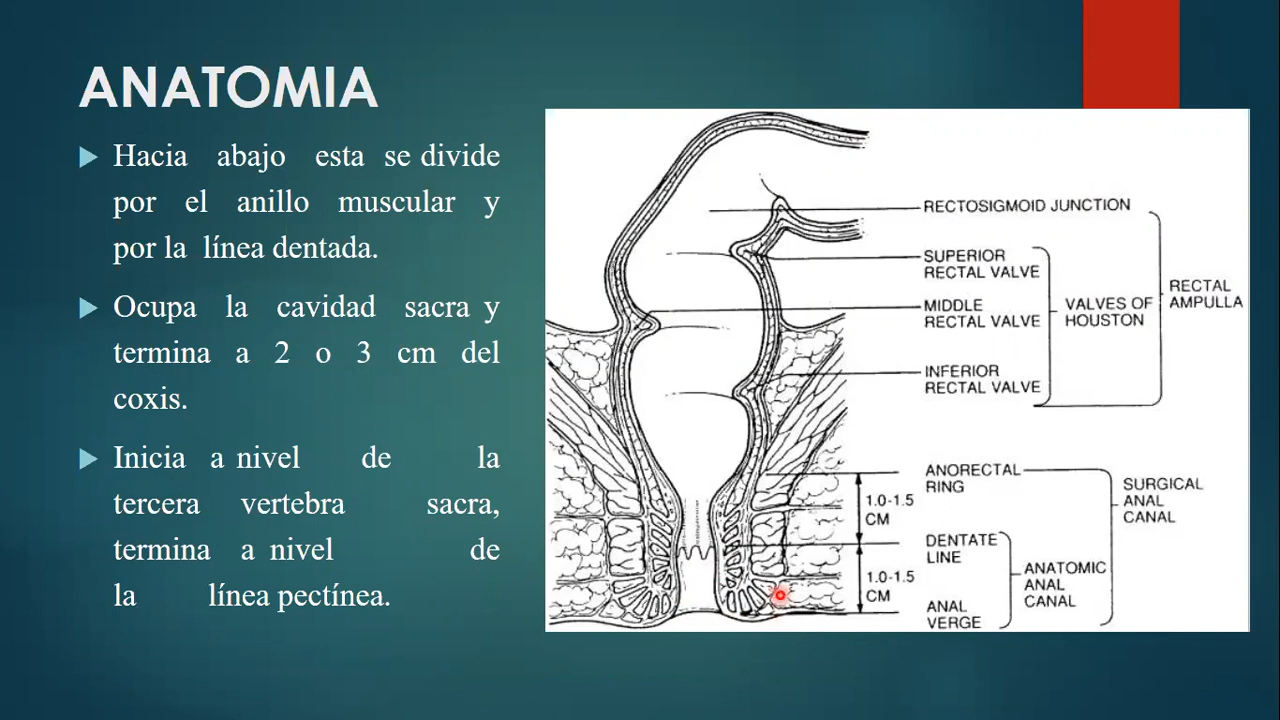 ANATOMIA
Hacia abajo esta se divide
por el anillo muscular y
por la línea dentada.
Ocupa la cavidad sacra y
termina a 2 o 3 cm del
coxis.
Inicia a nivel de la
tercera vertebra sacra,
termina a nivel de
la línea pectínea.
RECTOSIGMOID JUNCTION
SUPERIOR
RECTAL VALVE
MIDDLE
RECTAL VALVE
INFERIOR
RECTAL VALVE
VALVES OF
HOUSTON
RECTAL
AMPULLA
ANORECTAL
RING
1.0-1.5
CM
DENTATE
LINE
1.0-1.5
CM
ANAL
VERGE
ANATOMIC
ANAL
CANAL
SURGICAL
ANAL
CANAL